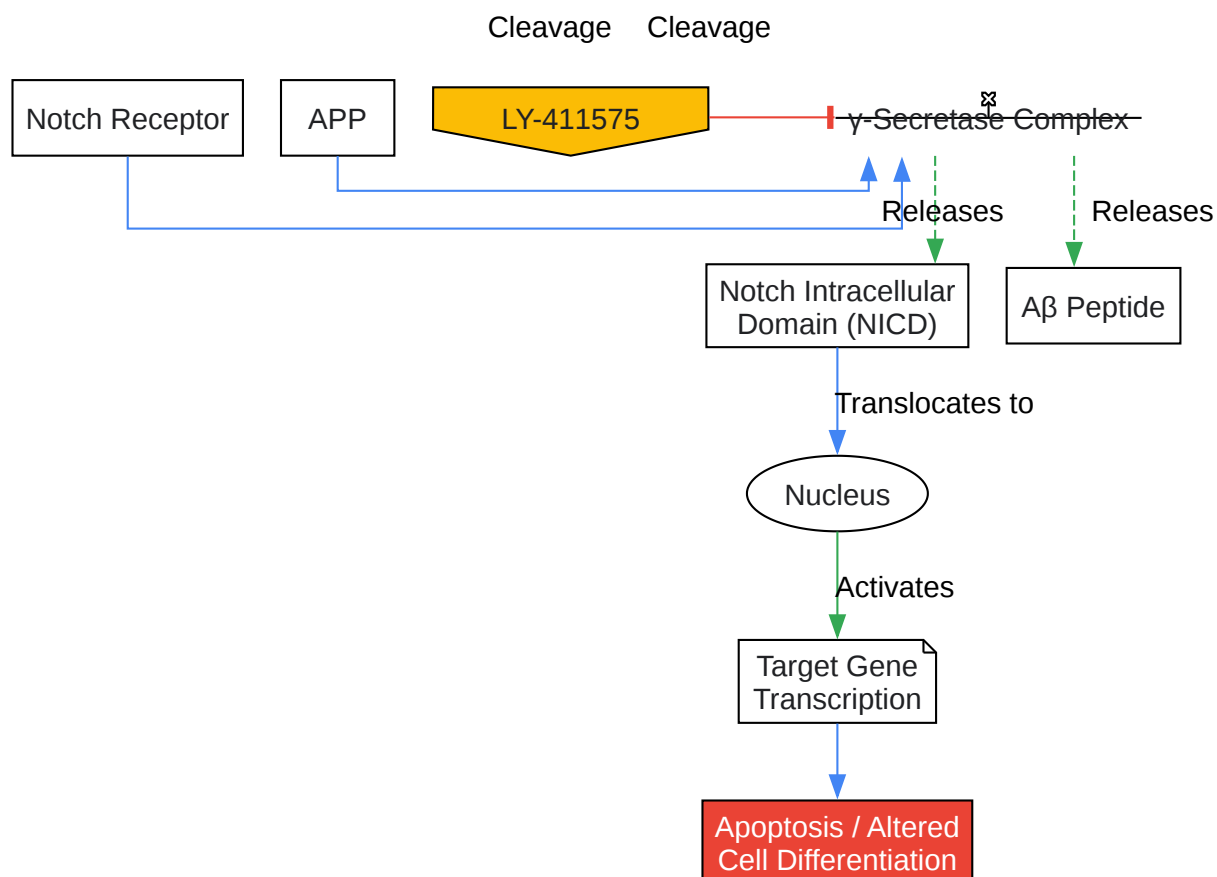 Cleavage Cleavage
Notch Receptor
APP
LY-411575
γ-Secretase Complex
Releases
Releases
Notch Intracellular
Domain (NICD)
Aβ Peptide
Translocates to
Nucleus
Activates
Target Gene
Transcription
Apoptosis / Altered
Cell Differentiation